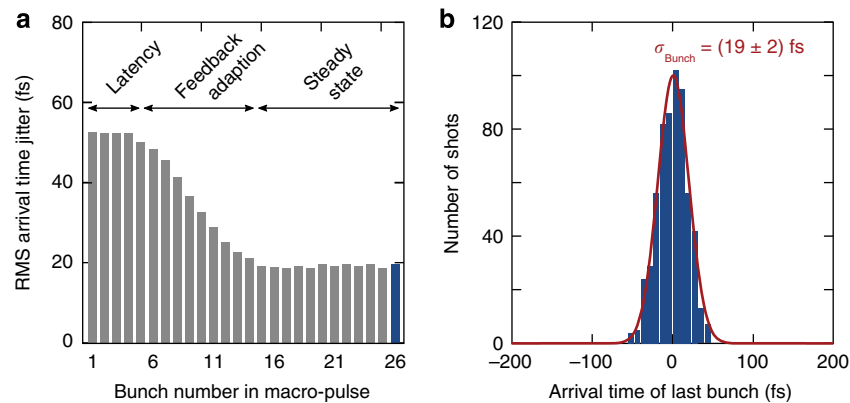 a
80
60
40
20
0
RMS arrival time jitter (fs)
Latency
Feedback
adaption
Steady
state
1 6 11 16 21 26
Bunch number in macro-pulse
b
120
80
40
0
Number of shots
σBunch = (19 ± 2) fs
−200 −100 0 100 200
Arrival time of last bunch (fs)